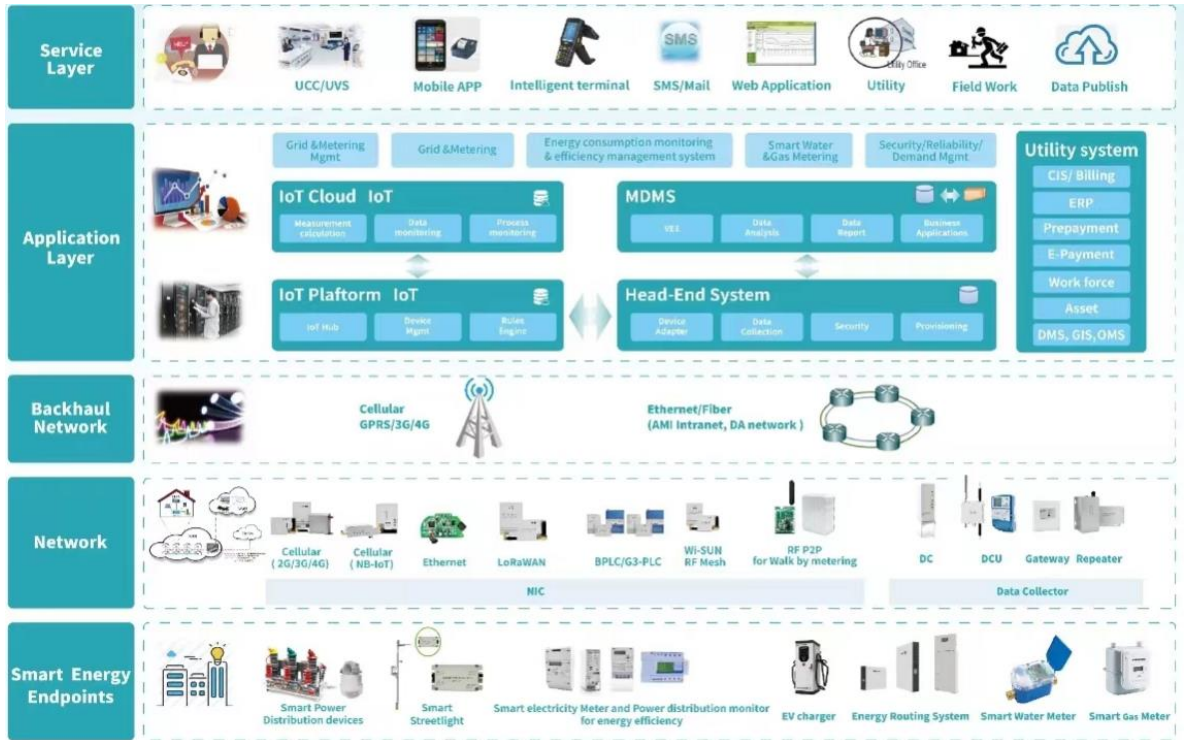 Service
Layer
HELP
UCC/UVS
Mobile APP
Intelligent terminal
SMS
SMS/Mail
Web Application
Utility Office
Utility
Field Work
Data Publish
Application
Layer
Grid &Metering
Mgmt
Grid &Metering
Energy consumption monitoring
& efficiency management system
Smart Water
&Gas Metering
Security/Reliability/
Demand Mgmt
IoT Cloud IoT
Measurement
calculation
Data
monitoring
Process
monitoring
MDMS
VEE
Data
Analysis
Data
Report
Business
Applications
IoT Plaftorm IoT
IoT Hub
Device
Mgmt
Rules
Engine
Head-End System
Device
Adapter
Data
Collection
Security
Provisioning
Utility system
CIS/ Billing
ERP
Prepayment
E-Payment
Work force
Asset
DMS, GIS,OMS
Backhaul
Network
Cellular
GPRS/3G/4G
Ethernet/Fiber
(AMI Intranet, DA network )
Network
Cellular
( 2G/3G/4G)
Cellular
( NB-IoT)
Ethernet
LoRaWAN
BPLC/G3-PLC
Wi-SUN
RF Mesh
RF P2P
for Walk by metering
NIC
DC
DCU
Gateway
Repeater
Data Collector
Smart Energy
Endpoints
Smart Power
Distribution devices
Smart
Streetlight
Smart electricity Meter and Power distribution monitor
for energy efficiency
EV charger
Energy Routing System
Smart Water Meter
Smart Gas Meter